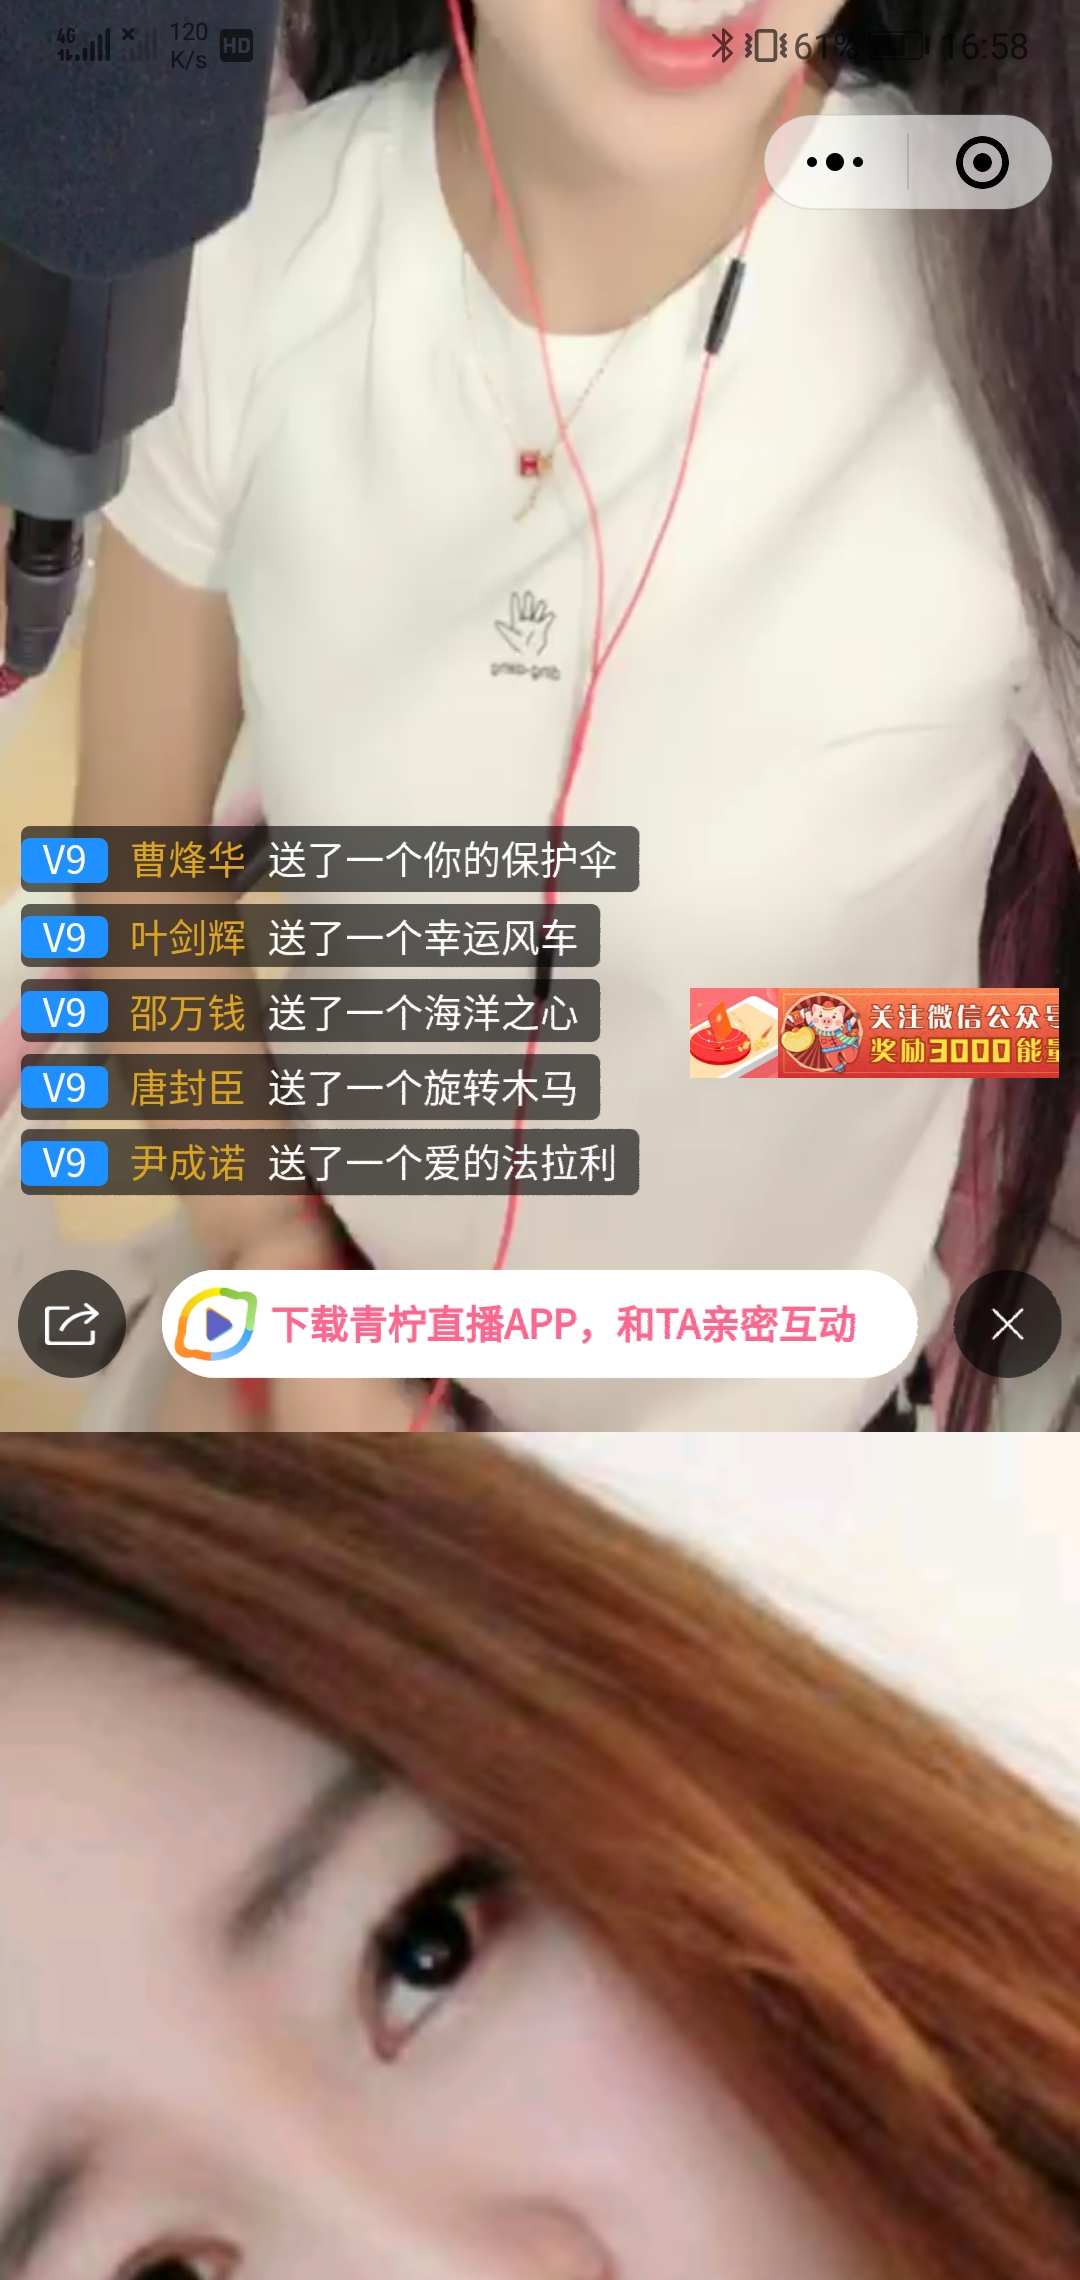 4G
120
K/s
HD
61%
16:58
V9 曹烽华 送了一个你的保护伞
V9 叶剑辉 送了一个幸运风车
V9 邵万钱 送了一个海洋之心
关注微信公众号
奖励3000能量
V9 唐封臣 送了一个旋转木马
V9 尹成诺 送了一个爱的法拉利
下载青柠直播APP，和TA亲密互动